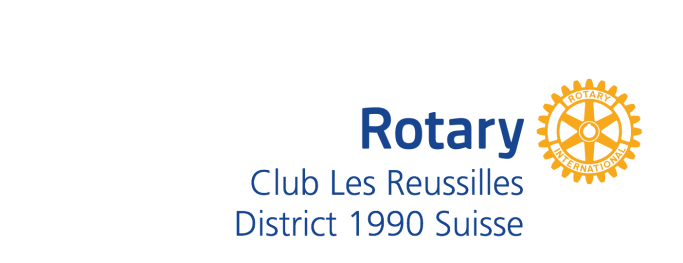 Rotary
Club Les Reussilles
District 1990 Suisse
ROTARY
INTERNATIONAL